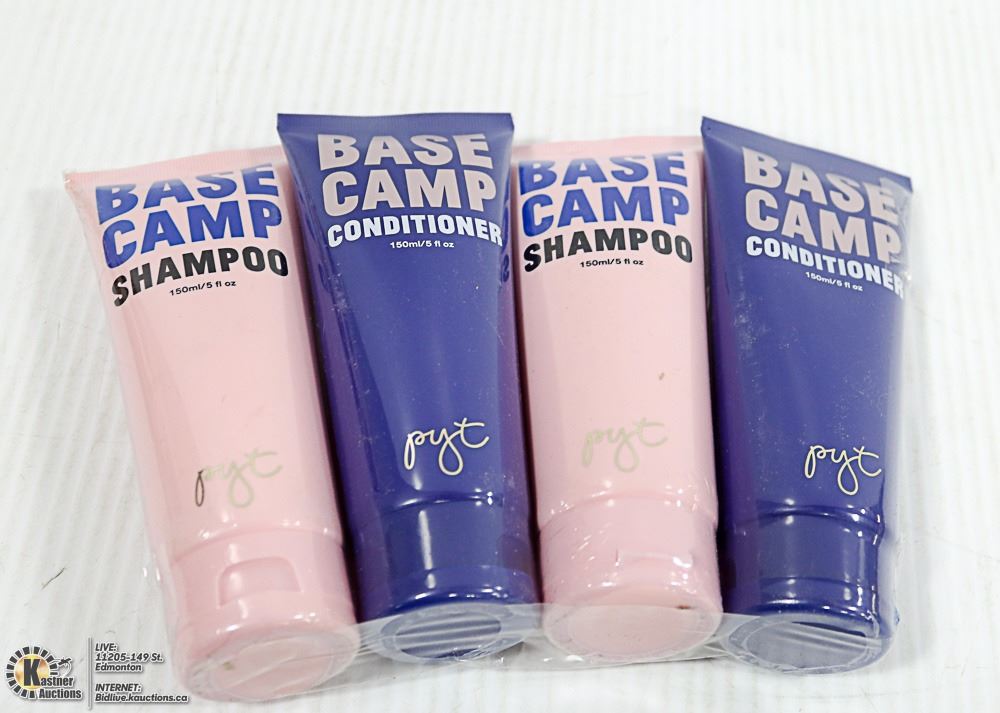 BASE
CAMP
SHAMPOO
150ml/5 fl oz
pyt
BASE
CAMP
CONDITIONER
150ml/5 fl oz
pyt
BASE
CAMP
SHAMPOO
150ml/5 fl oz
pyt
BASE
CAMP
CONDITIONER
150ml/5 fl oz
pyt
Kastner
Auctions
LIVE:
11205-149 St.
Edmonton
INTERNET:
Bidlive.kauctions.ca